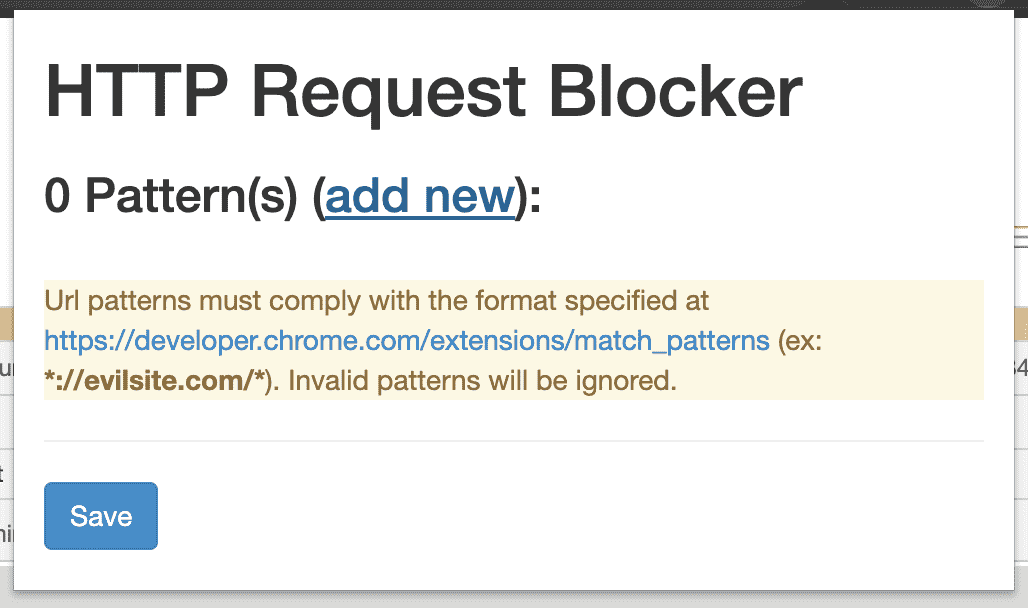 HTTP Request Blocker
0 Pattern(s) (add new):
Url patterns must comply with the format specified at
https://developer.chrome.com/extensions/match_patterns (ex:
*://evilsite.com/*). Invalid patterns will be ignored.
Save